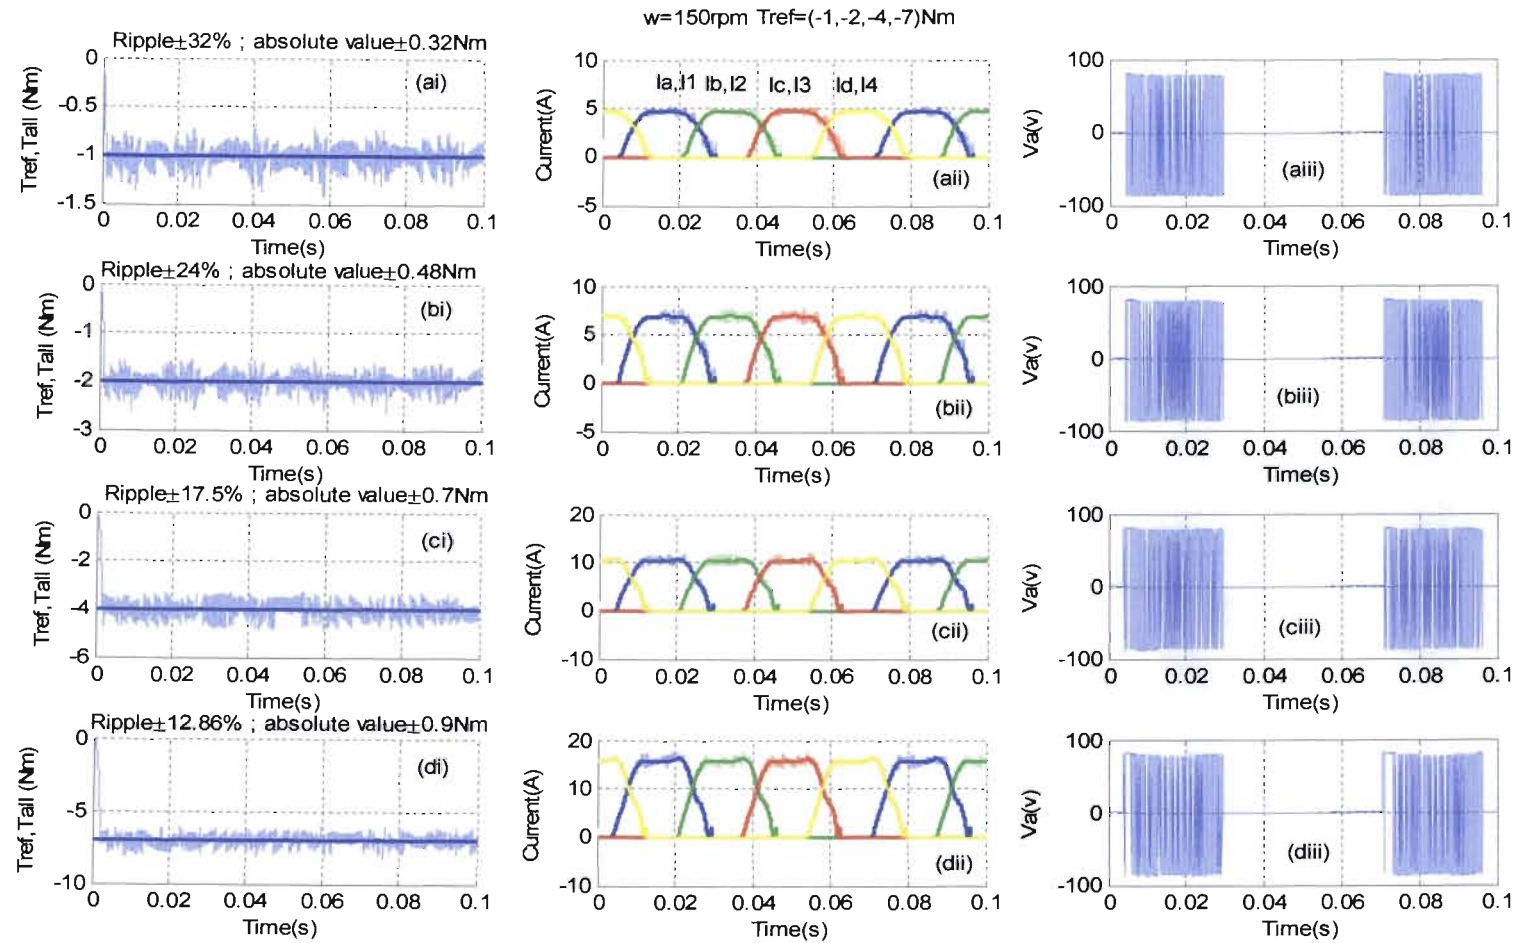 w=150rpm Tref=(-1,-2,-4,-7)Nm
Ripple±32% ; absolute value±0.32Nm
Tref,Tall (Nm)
0
-0.5
-1
-1.5
(ai)
0 0.02 0.04 0.06 0.08 0.1
Time(s)
Current(A)
10
5
0
-5
Ia,I1 Ib,I2 Ic,I3 Id,I4
(aii)
0 0.02 0.04 0.06 0.08 0.1
Time(s)
Va(v)
100
0
-100
(aiii)
0 0.02 0.04 0.06 0.08 0.1
Time(s)
Ripple±24% ; absolute value±0.48Nm
Tref,Tall (Nm)
0
-1
-2
-3
(bi)
0 0.02 0.04 0.06 0.08 0.1
Time(s)
Current(A)
10
5
0
-5
(bii)
0 0.02 0.04 0.06 0.08 0.1
Time(s)
Va(v)
100
0
-100
(biii)
0 0.02 0.04 0.06 0.08 0.1
Time(s)
Ripple±17.5% ; absolute value±0.7Nm
Tref,Tall (Nm)
0
-2
-4
-6
(ci)
0 0.02 0.04 0.06 0.08 0.1
Time(s)
Current(A)
20
10
0
-10
(cii)
0 0.02 0.04 0.06 0.08 0.1
Time(s)
Va(v)
100
0
-100
(ciii)
0 0.02 0.04 0.06 0.08 0.1
Time(s)
Ripple±12.86% ; absolute value±0.9Nm
Tref,Tall (Nm)
0
-5
-10
(di)
0 0.02 0.04 0.06 0.08 0.1
Time(s)
Current(A)
20
10
0
-10
(dii)
0 0.02 0.04 0.06 0.08 0.1
Time(s)
Va(v)
100
0
-100
(diii)
0 0.02 0.04 0.06 0.08 0.1
Time(s)